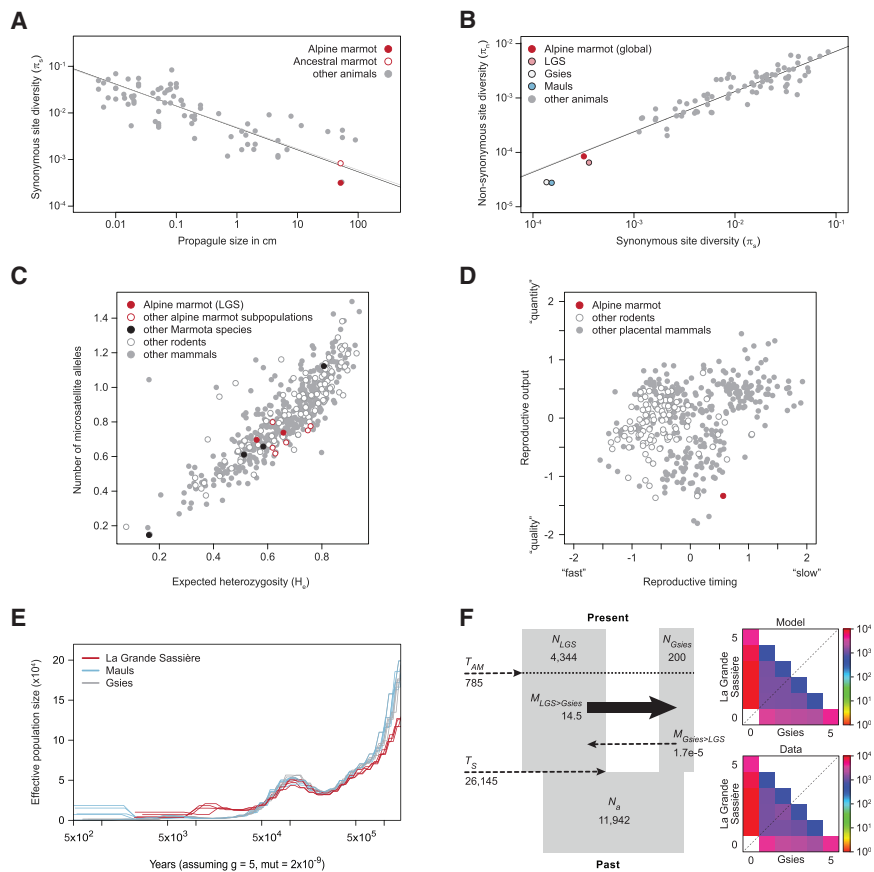 A
Alpine marmot
Ancestral marmot
other animals
Synonymous site diversity (πs)
10-1
10-2
10-3
10-4
0.01
0.1
1
10
100
Propagule size in cm
B
Alpine marmot (global)
LGS
Gsies
Mauls
other animals
Non-synonymous site diversity (πn)
10-2
10-3
10-4
10-5
10-4
10-3
10-2
10-1
Synonymous site diversity (πs)
C
Alpine marmot (LGS)
other alpine marmot subpopulations
other Marmota species
other rodents
other mammals
Number of microsatellite alleles
1.4
1.2
1.0
0.8
0.6
0.4
0.2
0.2
0.4
0.6
0.8
Expected heterozygosity (He)
D
Alpine marmot
other rodents
other placental mammals
Reproductive output
"quantity"
"quality"
2
1
0
-1
-2
-2
-1
0
1
2
"fast"
"slow"
Reproductive timing
E
La Grande Sassière
Mauls
Gsies
Effective population size (x10⁴)
20
15
10
5
0
5x10²
5x10³
5x10⁴
5x10⁵
Years (assuming g = 5, mut = 2x10-9)
F
Present
NLGS
4,344
NGsies
200
TAM
785
MLGS>Gsies
14.5
MGsies>LGS
1.7e-5
TS
26,145
Na
11,942
Past
Model
La Grande
Sassière
5
0
0
Gsies
5
10⁴
10³
10²
10¹
10⁰
Data
La Grande
Sassière
5
0
0
Gsies
5
10⁴
10³
10²
10¹
10⁰